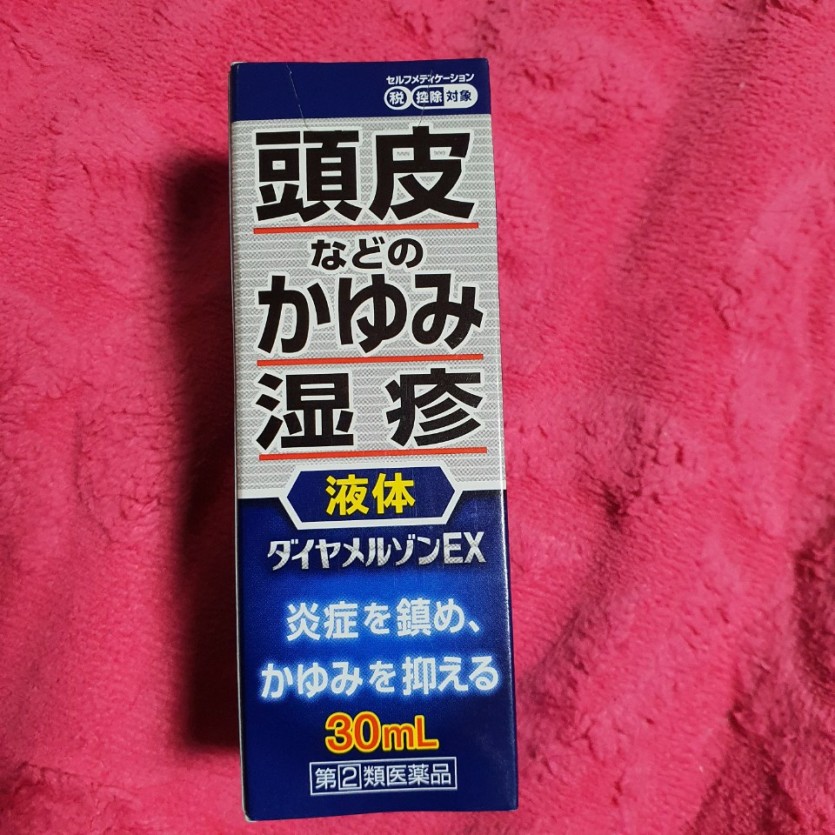 セルフメディケーション
税 控除 対象
頭皮
などの
かゆみ
湿疹
液体
ダイヤメルゾンEX
炎症を鎮め、
かゆみを抑える
30mL
第②類医薬品